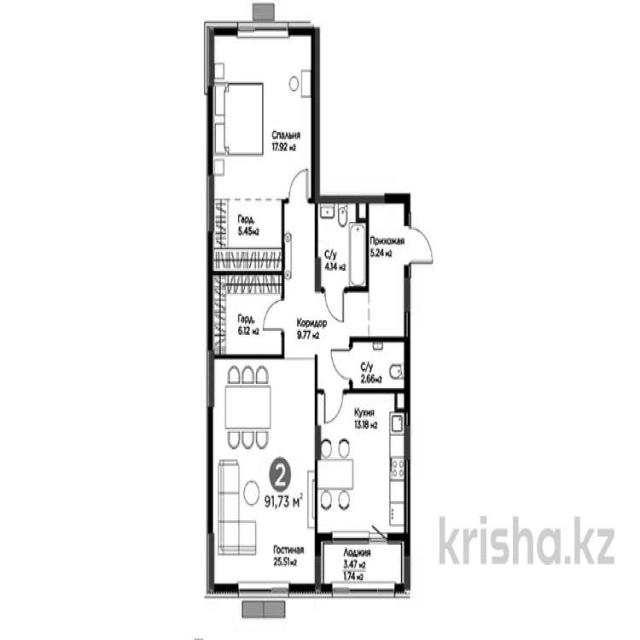 Спальня
17.92 м2
Гард.
5.45м2
С/у
4.14 м2
Прихожая
5.24 м2
Гард.
6.12 м2
Коридор
9.77 м2
С/у
2.66м2
Кухня
13.18 м2
2
91,73 м2
Гостиная
25.51м2
Лоджия
3.47 м2
1.74 м2
krisha.kz